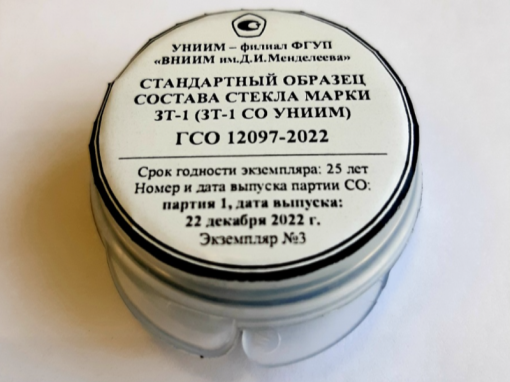 УНИИМ – филиал ФГУП
«ВНИИМ им.Д.И.Менделеева»
СТАНДАРТНЫЙ ОБРАЗЕЦ
СОСТАВА СТЕКЛА МАРКИ
ЗТ-1 (ЗТ-1 СО УНИИМ)
ГСО 12097-2022
Срок годности экземпляра: 25 лет
Номер и дата выпуска партии СО:
партия 1, дата выпуска:
22 декабря 2022 г.
Экземпляр №3